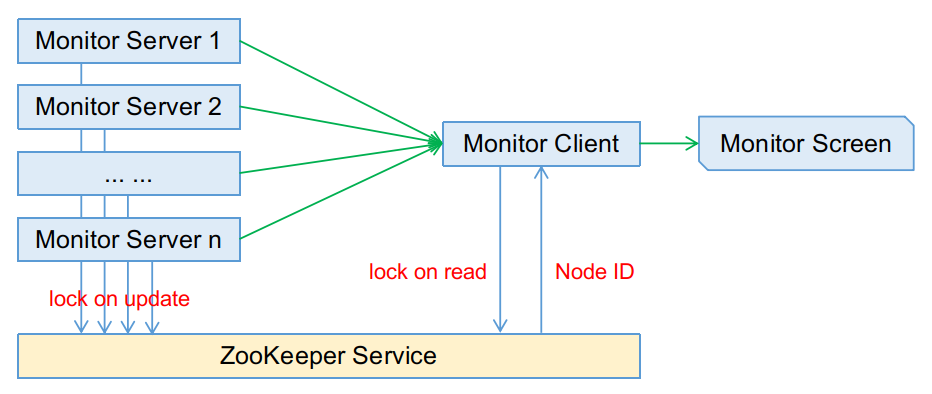 Monitor Server 1
Monitor Server 2
... ...
Monitor Server n
Monitor Client
Monitor Screen
lock on update
lock on read
Node ID
ZooKeeper Service